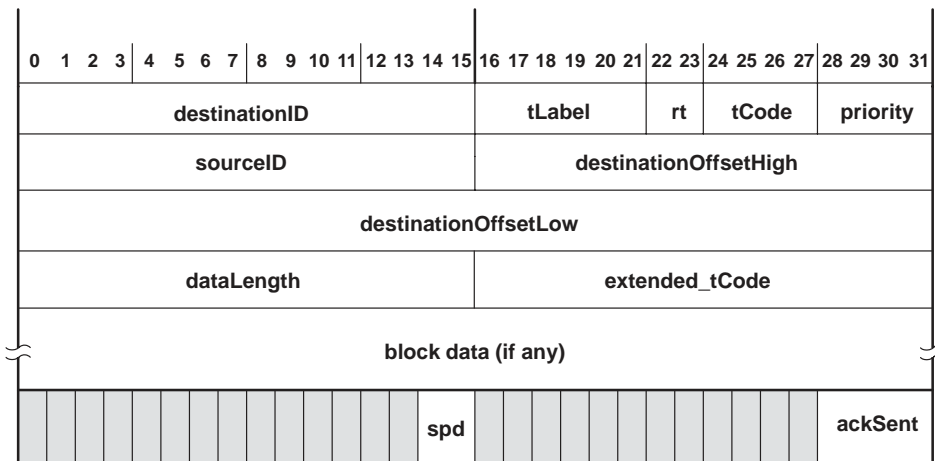 0 1 2 3 4 5 6 7 8 9 10 11 12 13 14 15 16 17 18 19 20 21 22 23 24 25 26 27 28 29 30 31
destinationID tLabel rt tCode priority
sourceID destinationOffsetHigh
destinationOffsetLow
dataLength extended_tCode
block data (if any)
spd ackSent